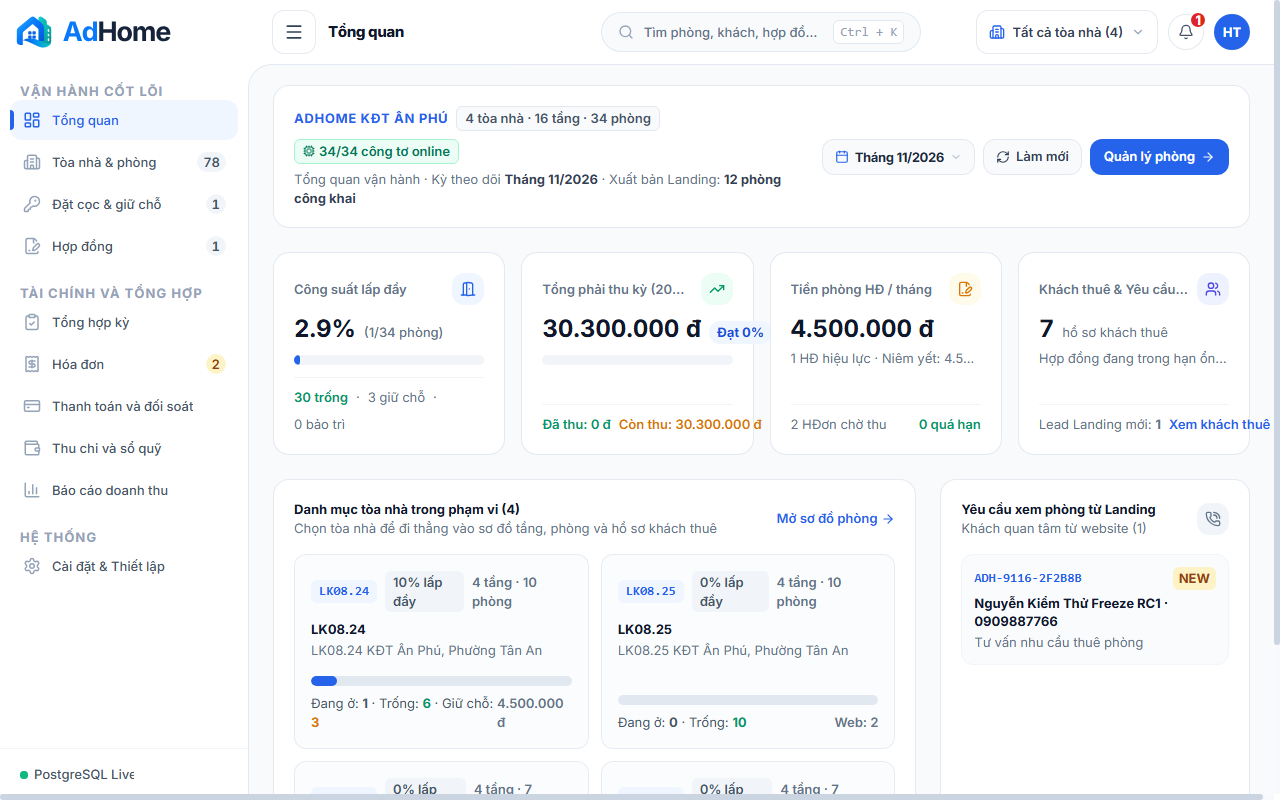 AdHome
Tổng quan
Tìm phòng, khách, hợp đồ... Ctrl + K
Tất cả tòa nhà (4)
1
HT
VẬN HÀNH CỐT LÕI
Tổng quan
Tòa nhà & phòng 78
Đặt cọc & giữ chỗ 1
Hợp đồng 1
TÀI CHÍNH VÀ TỔNG HỢP
Tổng hợp kỳ
Hóa đơn 2
Thanh toán và đối soát
Thu chi và sổ quỹ
Báo cáo doanh thu
HỆ THỐNG
Cài đặt & Thiết lập
PostgreSQL Live
ADHOME KĐT ÂN PHÚ 4 tòa nhà · 16 tầng · 34 phòng
34/34 công tơ online
Tổng quan vận hành · Kỳ theo dõi Tháng 11/2026 · Xuất bản Landing: 12 phòng
công khai
Tháng 11/2026
Làm mới
Quản lý phòng
Công suất lấp đầy
2.9% (1/34 phòng)
30 trống · 3 giữ chỗ ·
0 bảo trì
Tổng phải thu kỳ (20...
30.300.000 đ Đạt 0%
Đã thu: 0 đ Còn thu: 30.300.000 đ
Tiền phòng HĐ / tháng
4.500.000 đ
1 HĐ hiệu lực · Niêm yết: 4.5...
2 HĐơn chờ thu 0 quá hạn
Khách thuê & Yêu cầu...
7 hồ sơ khách thuê
Hợp đồng đang trong hạn ổn...
Lead Landing mới: 1 Xem khách thuê
Danh mục tòa nhà trong phạm vi (4)
Chọn tòa nhà để đi thẳng vào sơ đồ tầng, phòng và hồ sơ khách thuê
Mở sơ đồ phòng
LK08.24
10% lấp
đầy
4 tầng · 10
phòng
LK08.24
LK08.24 KĐT Ân Phú, Phường Tân An
Đang ở: 1 · Trống: 6 · Giữ chỗ:
3
4.500.000
đ
LK08.25
0% lấp
đầy
4 tầng · 10
phòng
LK08.25
LK08.25 KĐT Ân Phú, Phường Tân An
Đang ở: 0 · Trống: 10 Web: 2
0% lấp 4 tầng · 7
0% lấp 4 tầng · 7
Yêu cầu xem phòng từ Landing
Khách quan tâm từ website (1)
ADH-9116-2F2B8B NEW
Nguyễn Kiểm Thử Freeze RC1 ·
0909887766
Tư vấn nhu cầu thuê phòng